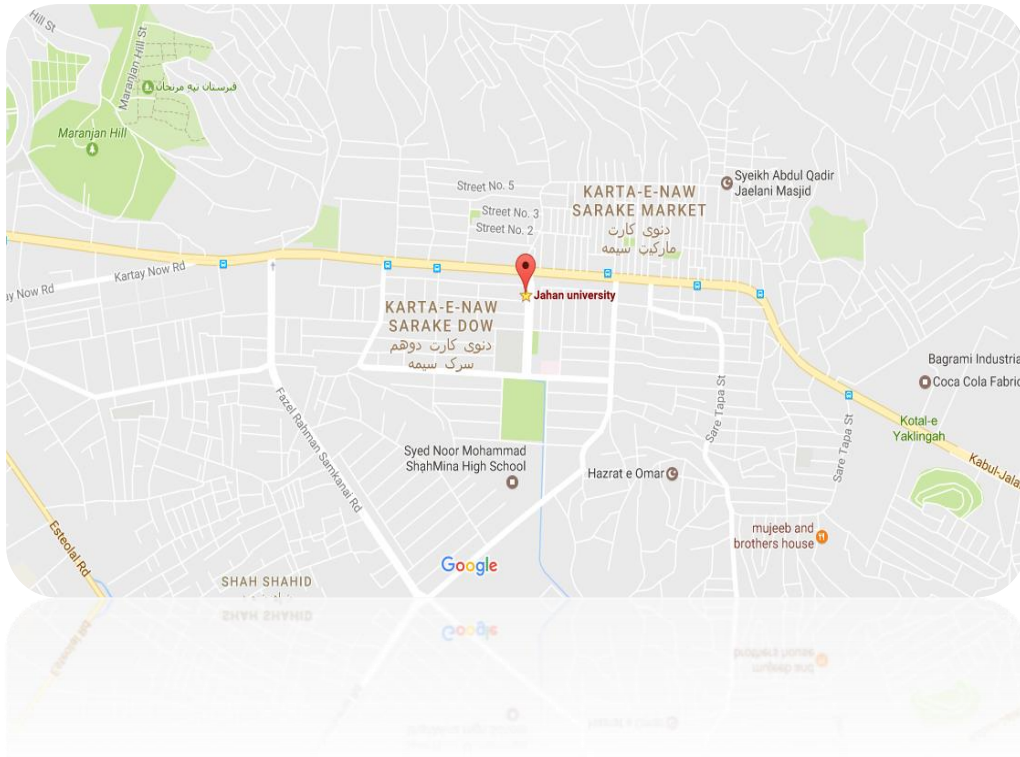 Hill St
Maranjan Hill St
قبرستان تپه مرنجان
Maranjan Hill
Syeikh Abdul Qadir
Jaelani Masjid
Street No. 5
KARTA-E-NAW
SARAKE MARKET
دنوی کارت
مارکیټ سیمه
Street No. 3
Street No. 2
Kartay Now Rd
ay Now Rd
Jahan university
KARTA-E-NAW
SARAKE DOW
دنوی کارت دوهم
سرک سیمه
Bagrami Industria
Coca Cola Fabric
Fazel Rahman Samkanai Rd
Sare Tapa St
Sare Tapa St
Kotal-e
Yaklingah
Syed Noor Mohammad
ShahMina High School
Hazrat e Omar
Kabul-Jala
mujeeb and
brothers house
Esteqlal Rd
Google
SHAH SHAHID